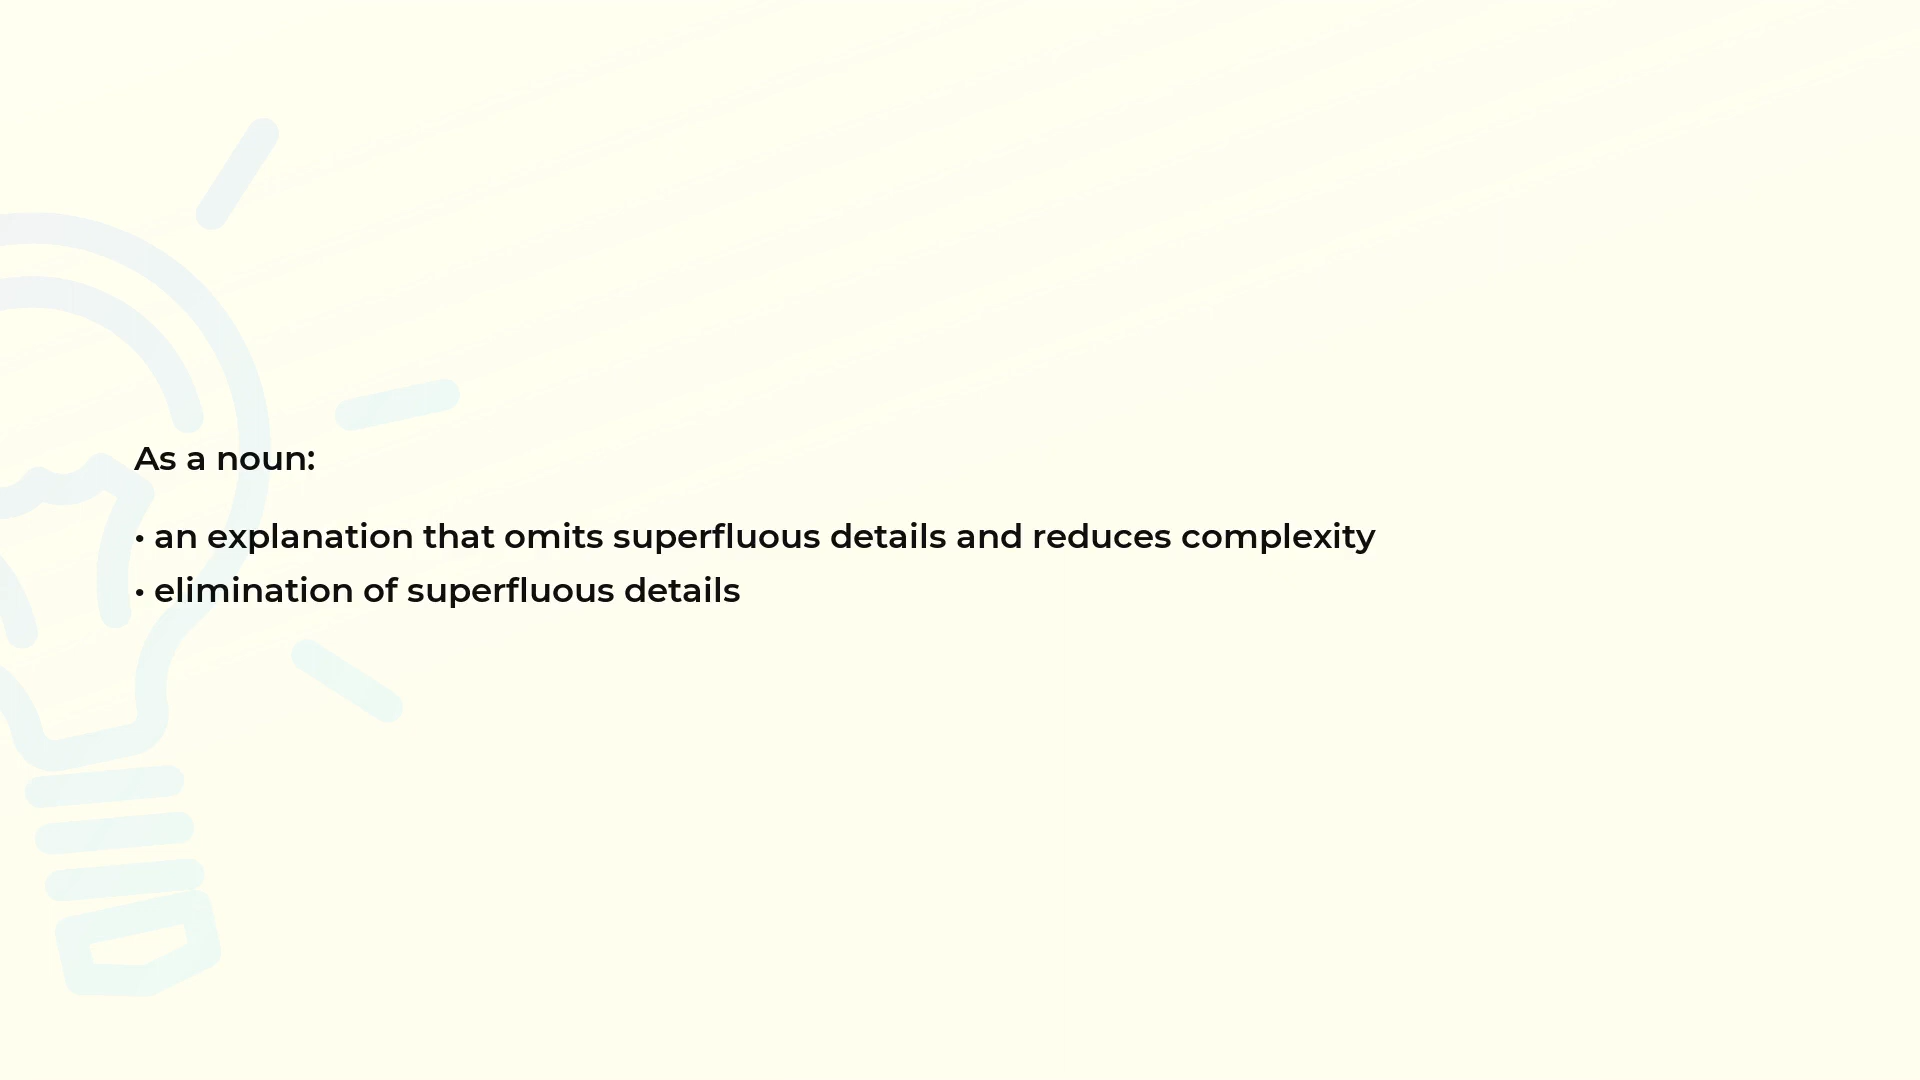 As a noun:
• an explanation that omits superfluous details and reduces complexity
• elimination of superfluous details